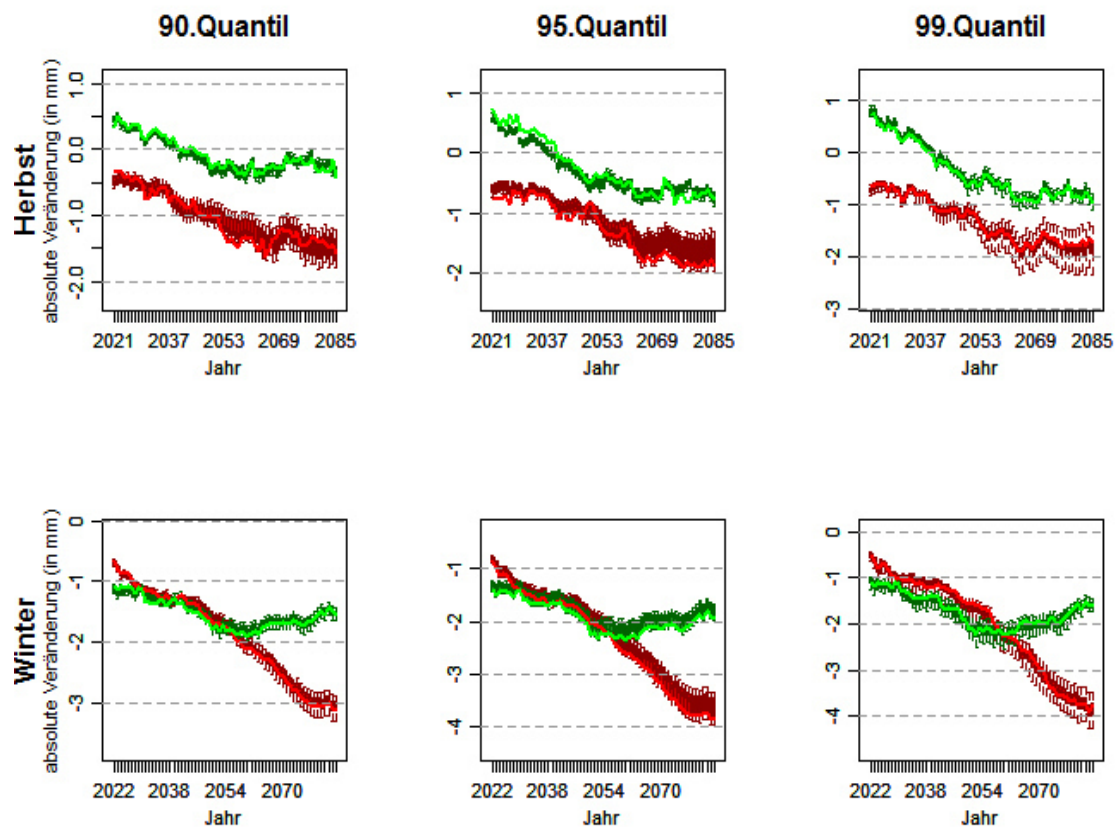 90.Quantil 95.Quantil 99.Quantil
Herbst
absolute Veränderung (in mm)
1.0
0.0
-1.0
-2.0
1
0
-1
-2
1
0
-1
-2
-3
2021 2037 2053 2069 2085
2021 2037 2053 2069 2085
2021 2037 2053 2069 2085
Jahr Jahr Jahr
Winter
absolute Veränderung (in mm)
0
-1
-2
-3
-1
-2
-3
-4
0
-1
-2
-3
-4
2022 2038 2054 2070
2022 2038 2054 2070
2022 2038 2054 2070
Jahr Jahr Jahr